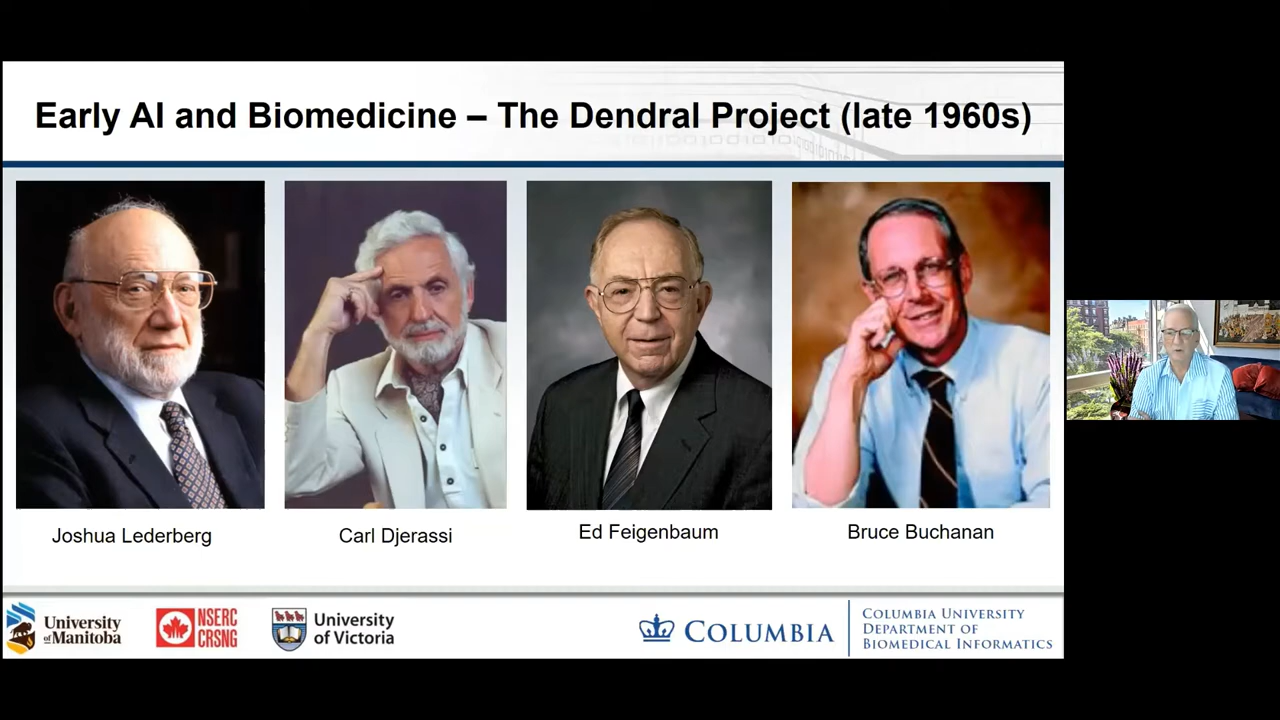 Early AI and Biomedicine – The Dendral Project (late 1960s)
Joshua Lederberg
Carl Djerassi
Ed Feigenbaum
Bruce Buchanan
University
of Manitoba
NSERC
CRSNG
University
of Victoria
COLUMBIA
COLUMBIA UNIVERSITY
DEPARTMENT OF
BIOMEDICAL INFORMATICS